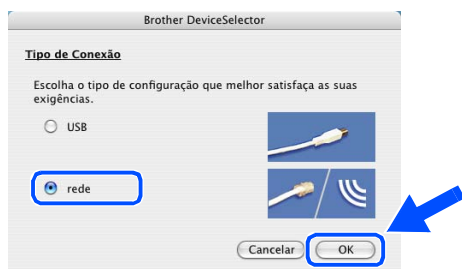 Brother DeviceSelector
Tipo de Conexão
Escolha o tipo de configuração que melhor satisfaça as suas
exigências.
USB
rede
Cancelar OK